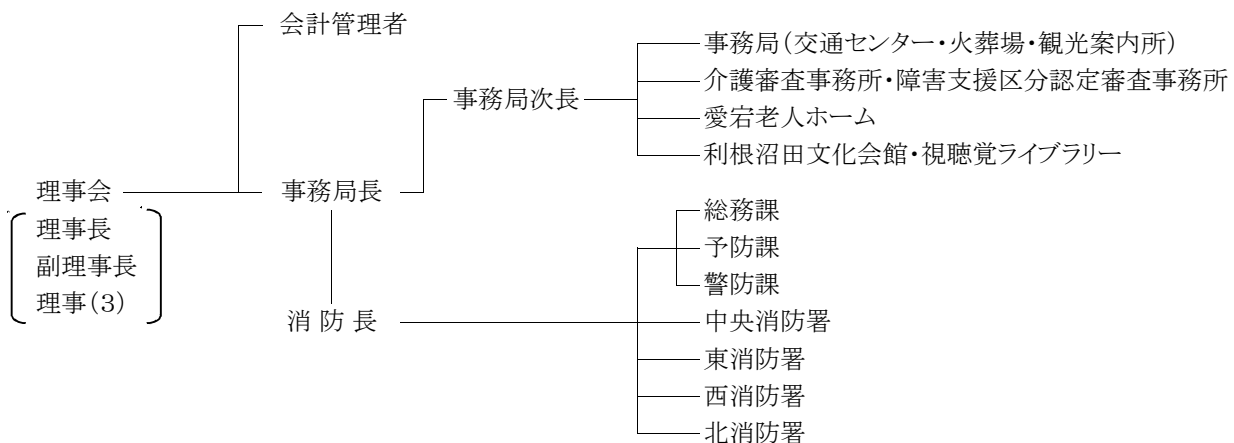 会計管理者
事務局(交通センター・火葬場・観光案内所)
介護審査事務所・障害支援区分認定審査事務所
事務局次長
愛宕老人ホーム
利根沼田文化会館・視聴覚ライブラリー
理事会
事務局長
理事長
副理事長
理事(3)
総務課
予防課
警防課
消防長
中央消防署
東消防署
西消防署
北消防署